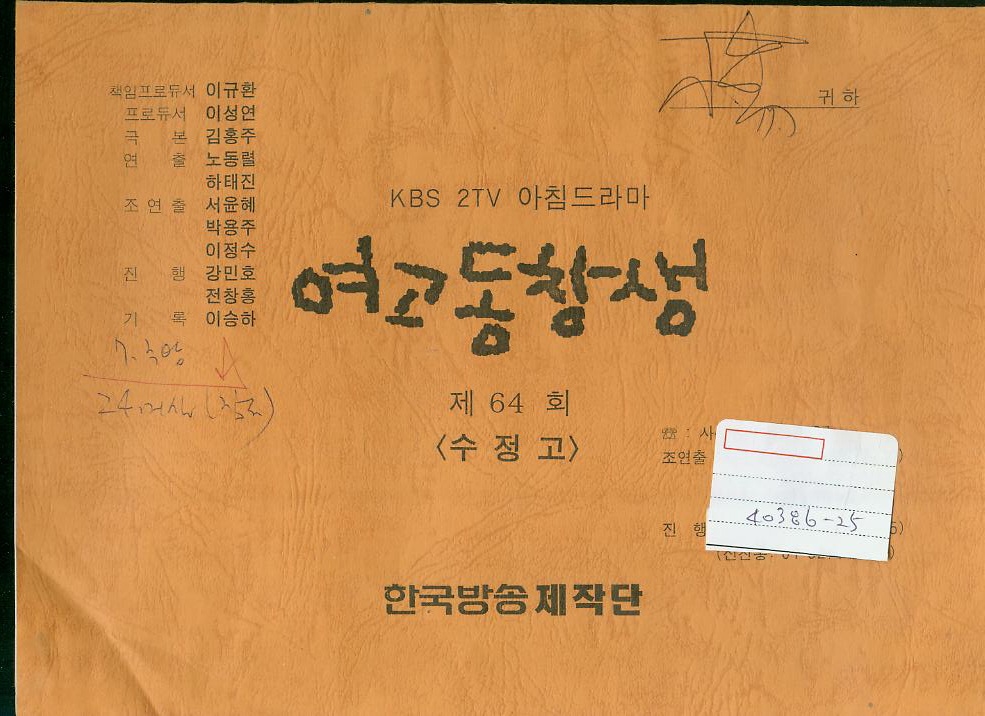 책임프로듀서 이규환
프로듀서 이성연
극 본 김홍주
연 출 노동렬
하태진
조연출 서윤혜
박용주
이정수
진 행 강민호
전창홍
기 록 이승하
귀하
KBS 2TV 아침드라마
여고동창생
제 64 회
<수정고>
☎ : 사
조연출
진 행
40386-25
한국방송제작단